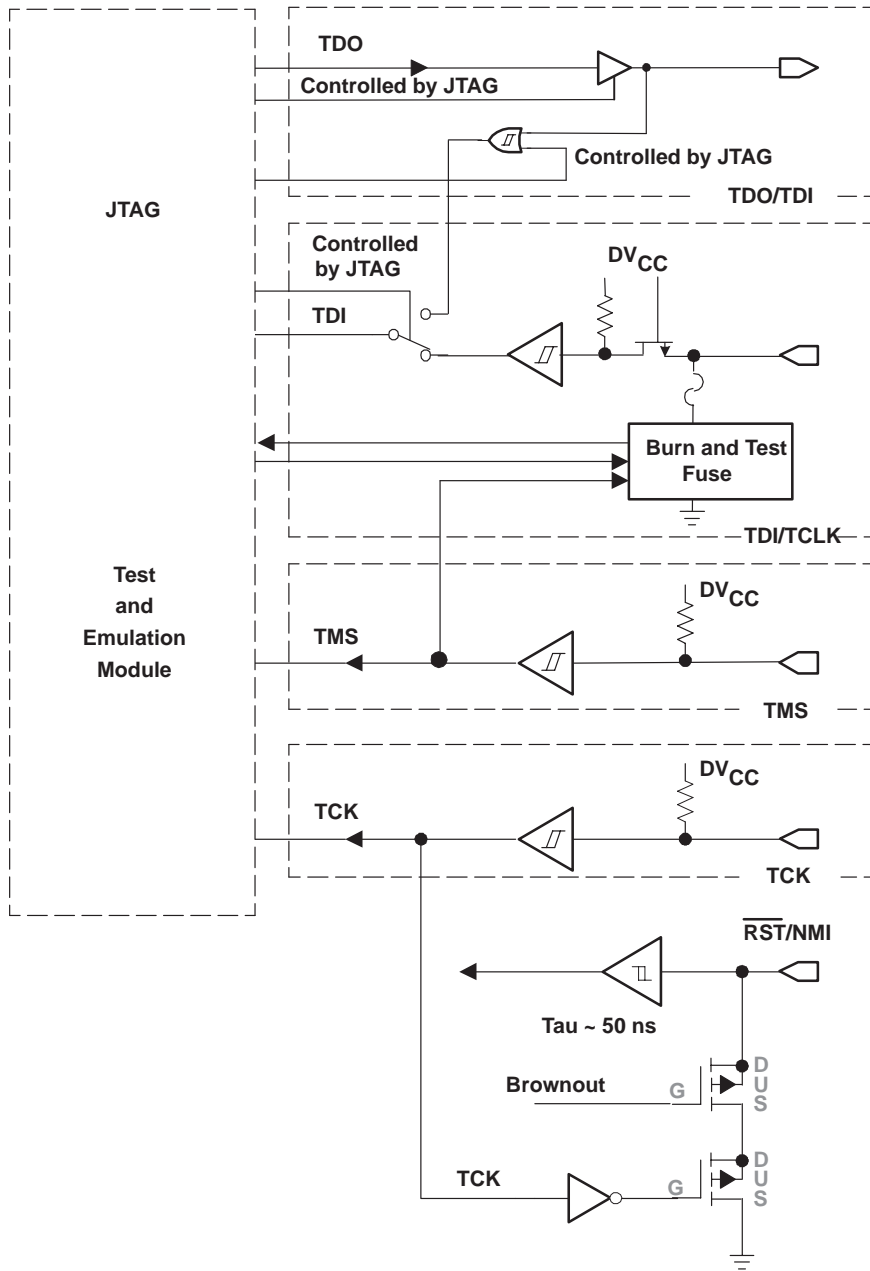 TDO
Controlled by JTAG
Controlled by JTAG
TDO/TDI
JTAG
Controlled
by JTAG
TDI
DVCC
Burn and Test
Fuse
TDI/TCLK
Test
and
Emulation
Module
DVCC
TMS
TMS
DVCC
TCK
TCK
RST/NMI
Tau ~ 50 ns
Brownout
G
D
U
S
TCK
G
D
U
S